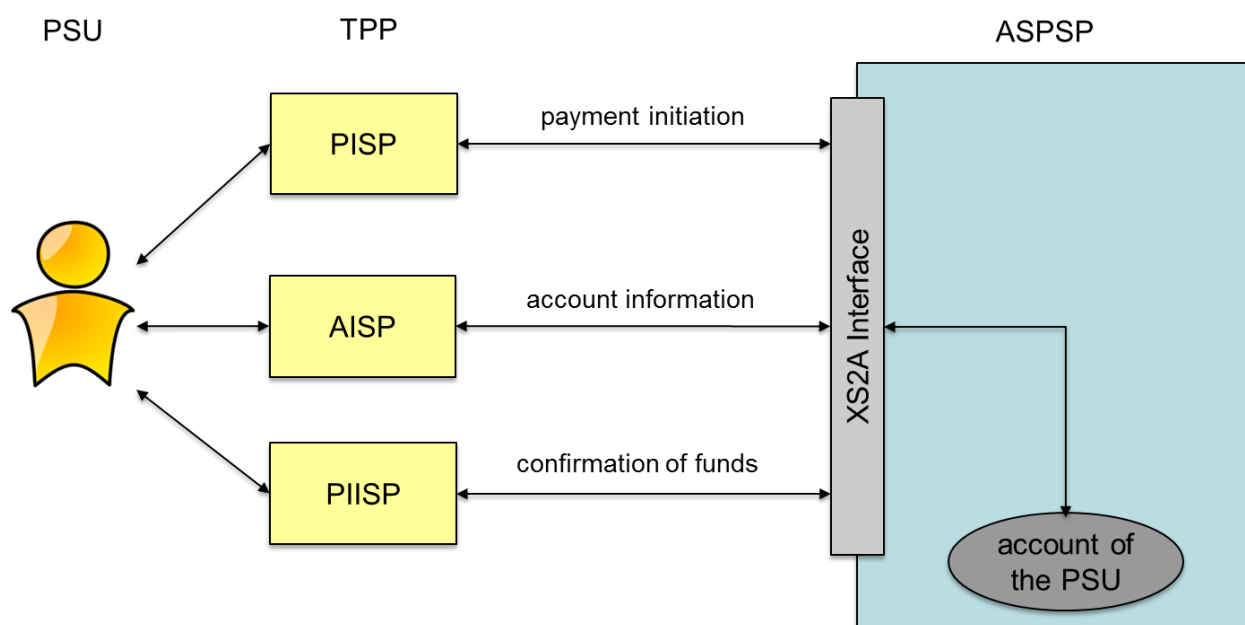 PSU
TPP
ASPSP
PISP
payment initiation
AISP
account information
XS2A Interface
PIISP
confirmation of funds
account of
the PSU